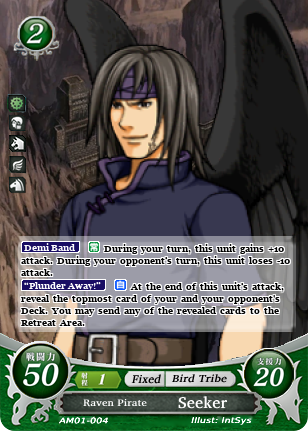 2
Demi Band 常 During your turn, this unit gains +10
attack. During your opponent's turn, this unit loses -10
attack.
"Plunder Away!" 自 At the end of this unit's attack,
reveal the topmost card of your and your opponent's
Deck. You may send any of the revealed cards to the
Retreat Area.
戦闘力
50
射程 1
Fixed Bird Tribe
支援力
20
Raven Pirate Seeker
AM01-004 Illust: IntSys